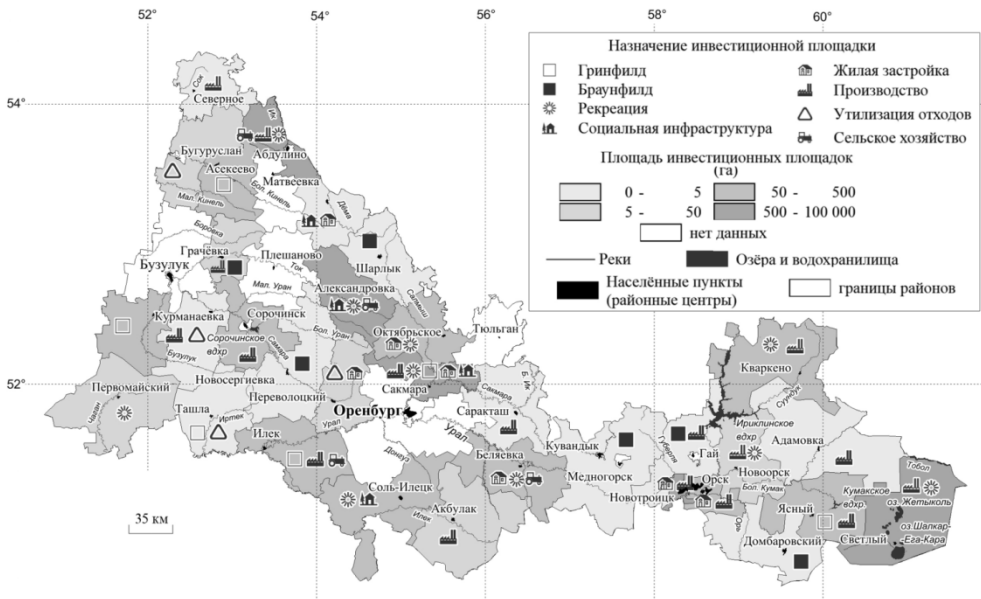 52°
54°
56°
58°
60°
54°
52°
Назначение инвестиционной площадки
Гринфилд
Браунфилд
Рекреация
Социальная инфраструктура
Жилая застройка
Производство
Утилизация отходов
Сельское хозяйство
Площадь инвестиционных площадок
(га)
0 - 5
5 - 50
50 - 500
500 - 100 000
нет данных
Реки
Озёра и водохранилища
Населённые пункты
(районные центры)
границы районов
Сок
Северное
Ик
Бугуруслан
Абдулино
Асекеево
Матвеевка
Бол. Кинель
Мал. Кинель
Дёма
Боровка
Грачёвка
Плешаново
Шарлык
Бузулук
Ток
Мал. Уран
Александровка
Салмыш
Курманаевка
Сорочинск
Бол. Уран
Октябрьское
Тюльган
Сорочинское
вдхр.
Самара
Бузулук
Новосергиевка
Первомайский
Чаган
Переволоцкий
Сакмара
Сакмара
Б. Ик
Ташла
Иртек
Оренбург
Саракташ
Урал
Илек
Урал
Донгуз
Беляевка
Кувандык
Медногорск
Губерля
Гай
Соль-Илецк
Илек
Акбулак
Новотроицк
Орск
Орь
Кваркено
Суундук
Ириклинское
вдхр
Адамовка
Новоорск
Бол. Кумак
Ясный
Кумакское
вдхр.
Домбаровский
Светлый
Тобол
оз. Жетыколь
оз.Шалкар-
Ега-Кара
35 км